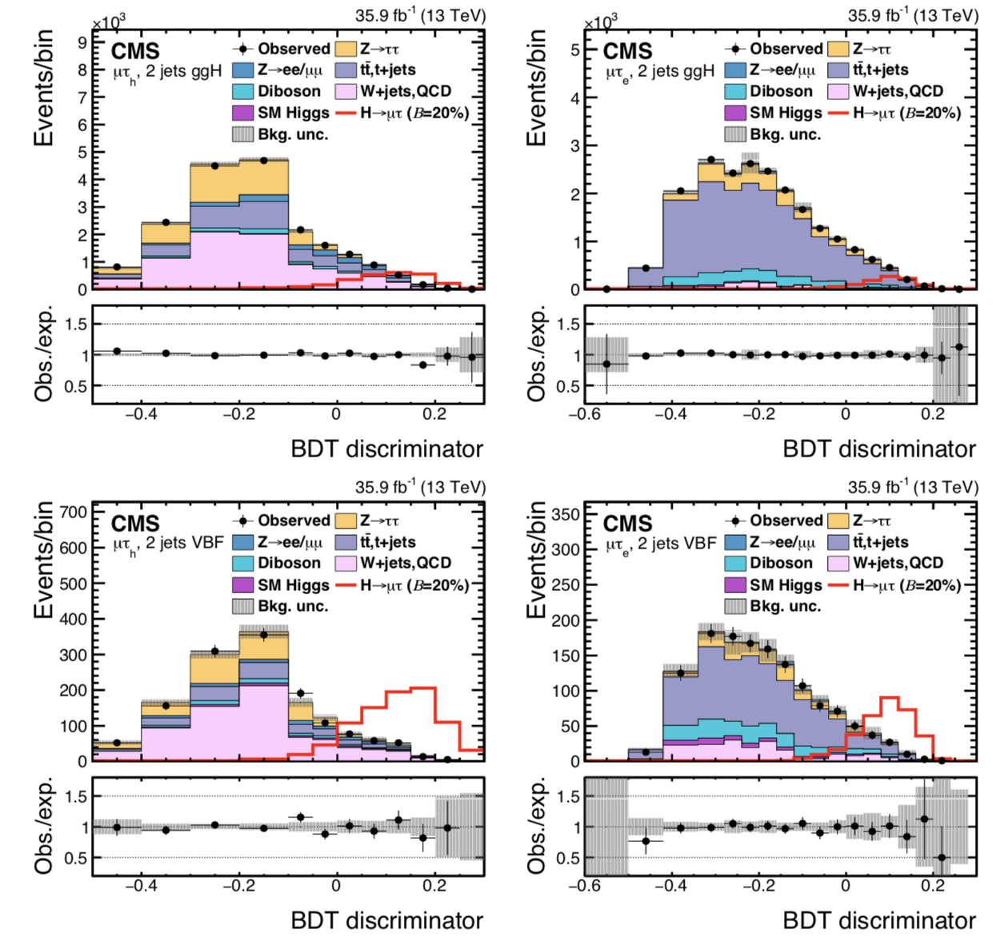 35.9 fb⁻¹ (13 TeV)
×10³
Events/bin
9
8
7
6
5
4
3
2
1
0
CMS
μτₕ, 2 jets ggH
Observed
Z→ττ
Z→ee/μμ
tt̄,t+jets
Diboson
W+jets,QCD
SM Higgs
H→μτ (B=20%)
Bkg. unc.
Obs./exp.
1.5
1
0.5
−0.4 −0.2 0 0.2
BDT discriminator
35.9 fb⁻¹ (13 TeV)
×10³
Events/bin
5
4
3
2
1
0
CMS
μτₑ, 2 jets ggH
Observed
Z→ττ
Z→ee/μμ
tt̄,t+jets
Diboson
W+jets,QCD
SM Higgs
H→μτ (B=20%)
Bkg. unc.
Obs./exp.
1.5
1
0.5
−0.6 −0.4 −0.2 0 0.2
BDT discriminator
35.9 fb⁻¹ (13 TeV)
Events/bin
700
600
500
400
300
200
100
0
CMS
μτₕ, 2 jets VBF
Observed
Z→ττ
Z→ee/μμ
tt̄,t+jets
Diboson
W+jets,QCD
SM Higgs
H→μτ (B=20%)
Bkg. unc.
Obs./exp.
1.5
1
0.5
−0.4 −0.2 0 0.2
BDT discriminator
35.9 fb⁻¹ (13 TeV)
Events/bin
350
300
250
200
150
100
50
0
CMS
μτₑ, 2 jets VBF
Observed
Z→ττ
Z→ee/μμ
tt̄,t+jets
Diboson
W+jets,QCD
SM Higgs
H→μτ (B=20%)
Bkg. unc.
Obs./exp.
1.5
1
0.5
−0.6 −0.4 −0.2 0 0.2
BDT discriminator